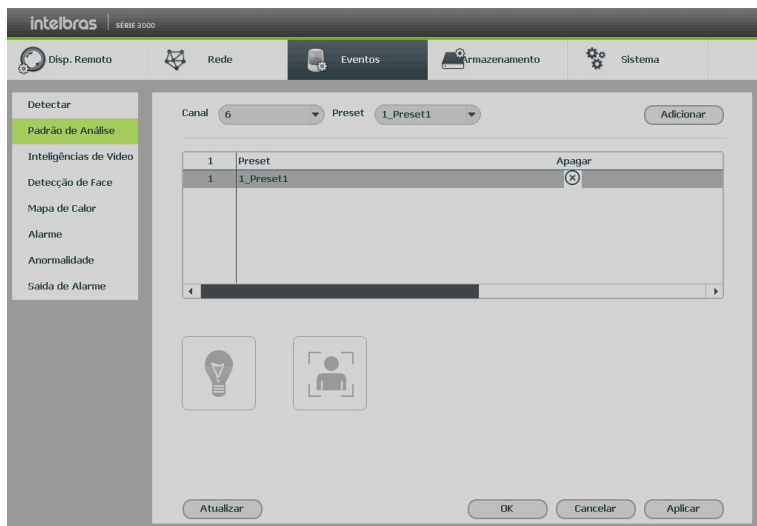 intelbras SÉRIE 3000
Disp. Remoto Rede Eventos Armazenamento Sistema
Detectar
Padrão de Análise
Inteligências de Video
Detecção de Face
Mapa de Calor
Alarme
Anormalidade
Saída de Alarme
Canal 6 Preset 1_Preset1 Adicionar
1 Preset Apagar
1 1_Preset1
Atualizar OK Cancelar Aplicar